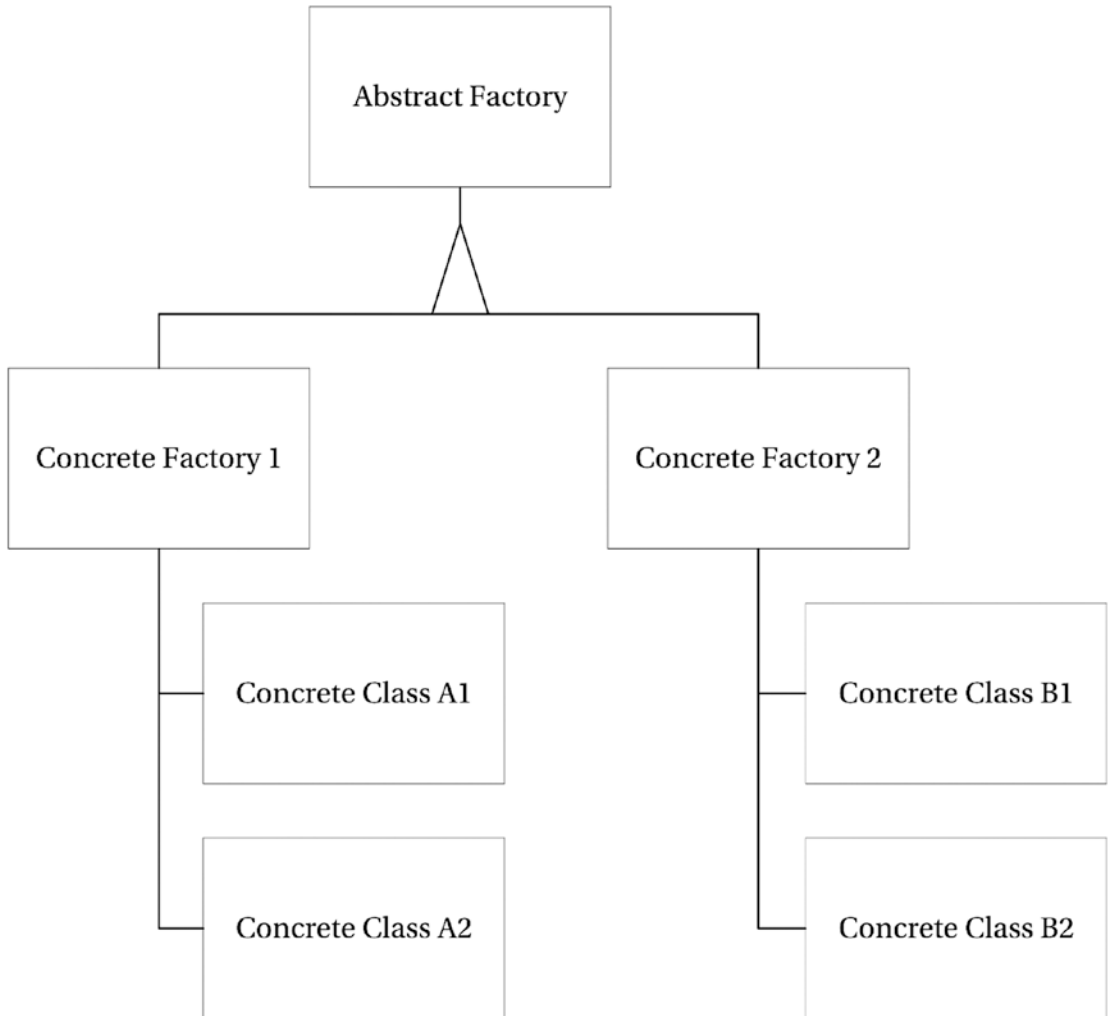 Abstract Factory
Concrete Factory 1
Concrete Factory 2
Concrete Class A1
Concrete Class B1
Concrete Class A2
Concrete Class B2